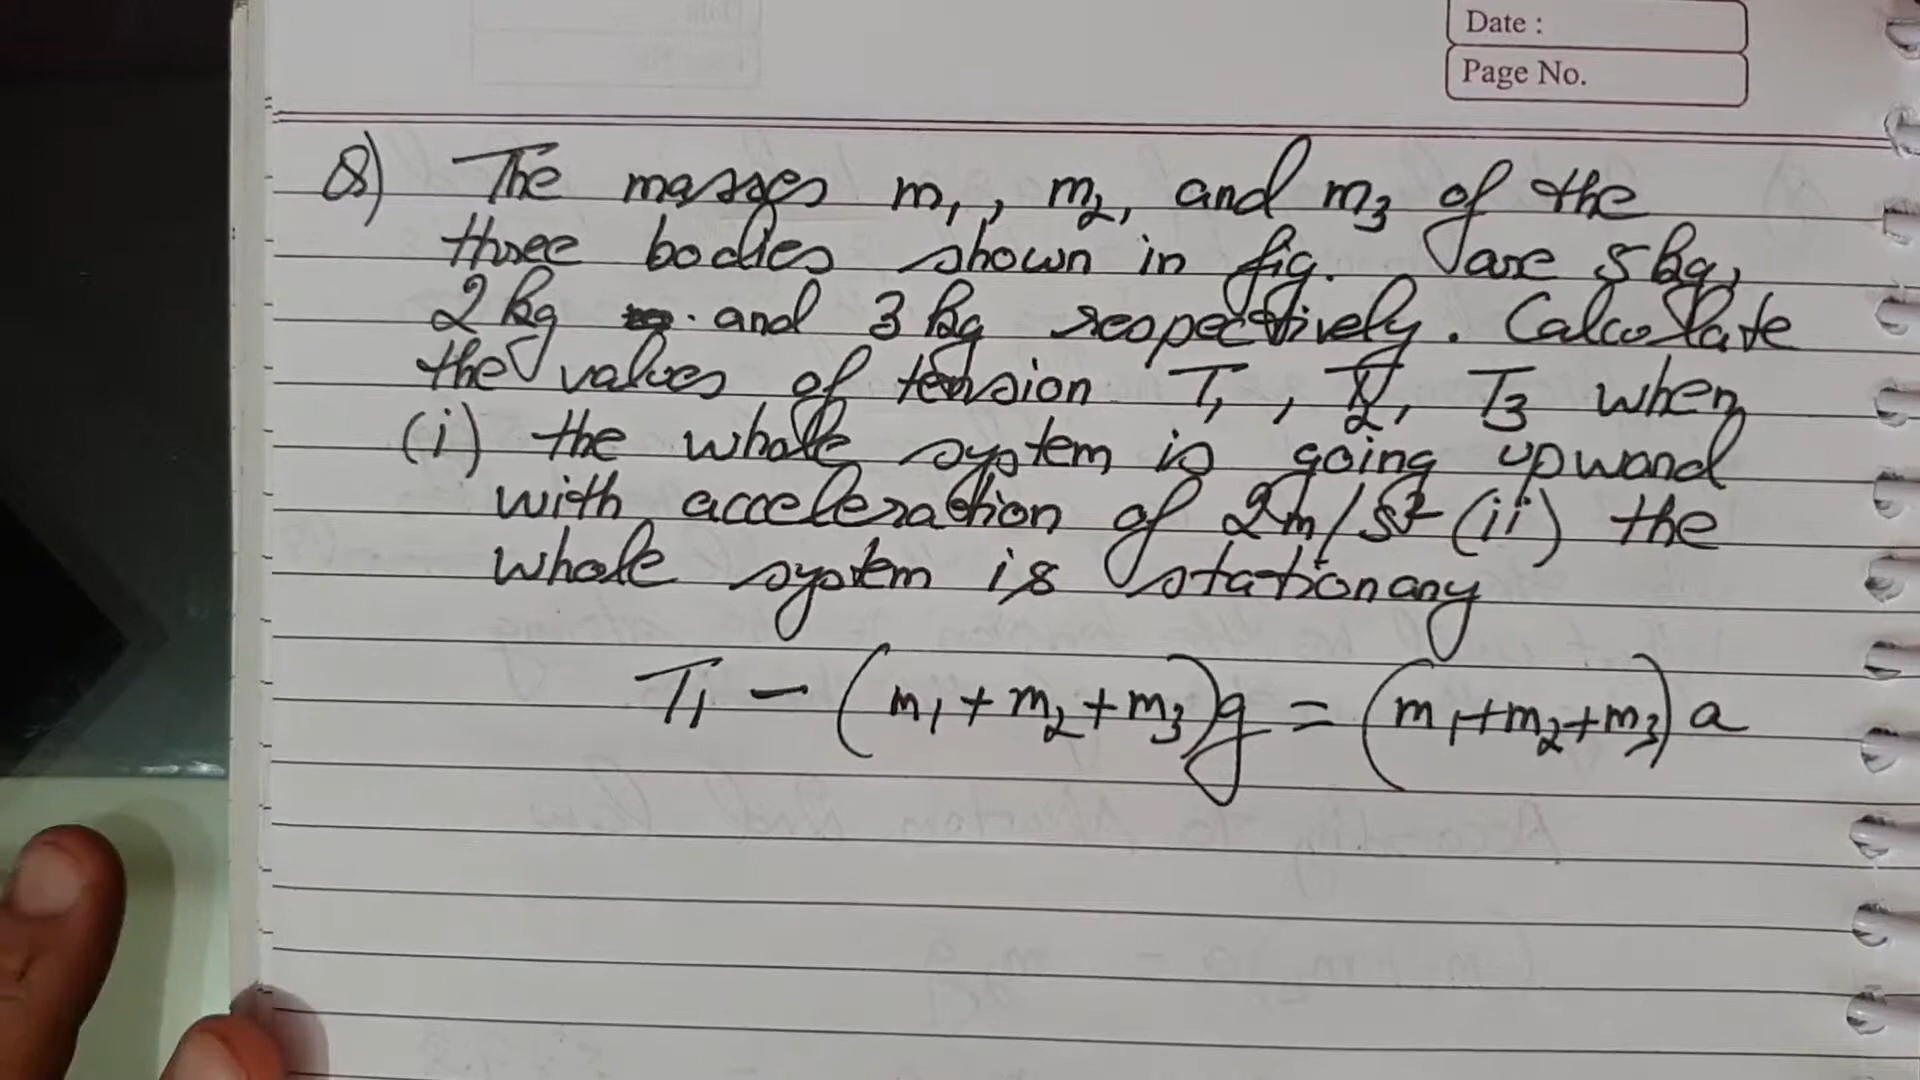 Date :
Page No.
Q) The masses m₁, m₂, and m₃ of the
three bodies shown in fig. are 5 kg,
2 kg and 3 kg respectively. Calculate
the values of tension T₁, T₂, T₃ when
(i) the whole system is going upward
with acceleration of 2m/s² (ii) the
whole system is stationary
T₁ - (m₁+m₂+m₃)g = (m₁+m₂+m₃)a